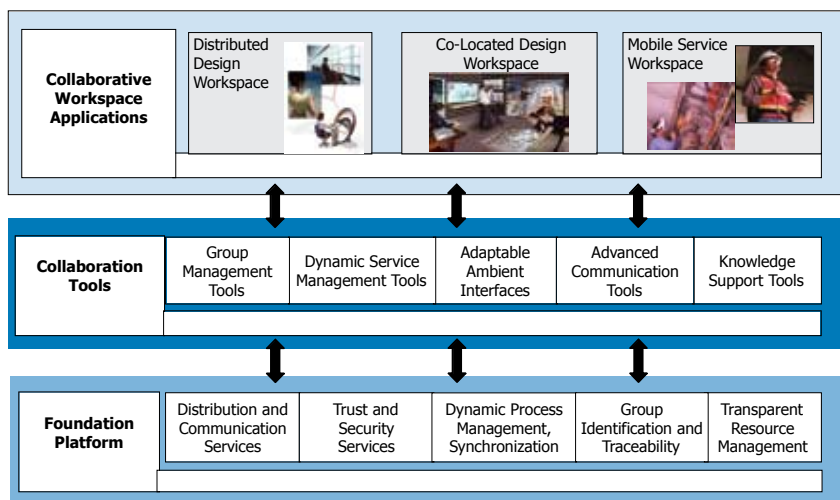 Collaborative
Workspace
Applications
Distributed
Design
Workspace
Co-Located Design
Workspace
Mobile Service
Workspace
Collaboration
Tools
Group
Management
Tools
Dynamic Service
Management Tools
Adaptable
Ambient
Interfaces
Advanced
Communication
Tools
Knowledge
Support Tools
Foundation
Platform
Distribution and
Communication
Services
Trust and
Security
Services
Dynamic Process
Management,
Synchronization
Group
Identification and
Traceability
Transparent
Resource
Management